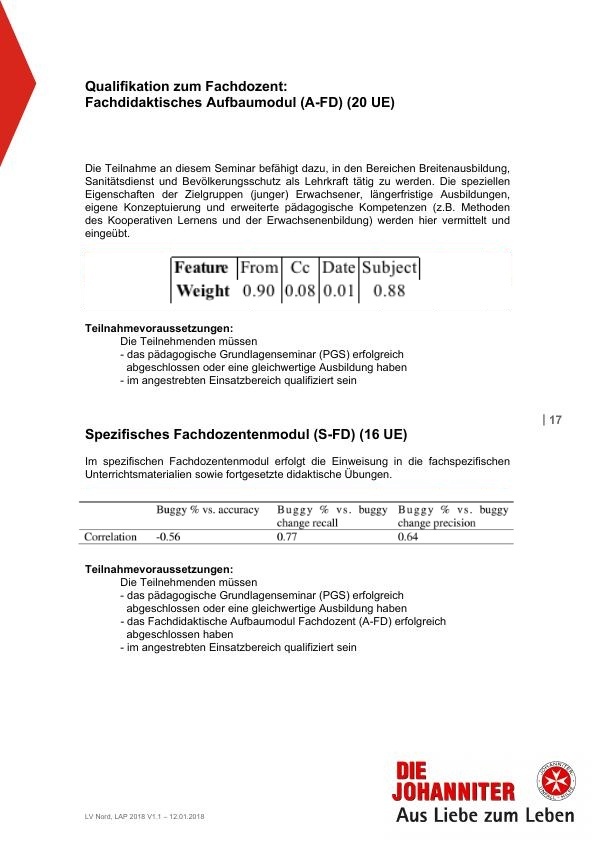 Qualifikation zum Fachdozent:
Fachdidaktisches Aufbaumodul (A-FD) (20 UE)
Die Teilnahme an diesem Seminar befähigt dazu, in den Bereichen Breitenausbildung,
Sanitätsdienst und Bevölkerungsschutz als Lehrkraft tätig zu werden. Die speziellen
Eigenschaften der Zielgruppen (junger) Erwachsener, längerfristige Ausbildungen,
eigene Konzeptuierung und erweiterte pädagogische Kompetenzen (z.B. Methoden
des Kooperativen Lernens und der Erwachsenenbildung) werden hier vermittelt und
eingeübt.
Feature From Cc Date Subject
Weight 0.90 0.08 0.01 0.88
Teilnahmevoraussetzungen:
Die Teilnehmenden müssen
- das pädagogische Grundlagenseminar (PGS) erfolgreich
abgeschlossen oder eine gleichwertige Ausbildung haben
- im angestrebten Einsatzbereich qualifiziert sein
| 17
Spezifisches Fachdozentenmodul (S-FD) (16 UE)
Im spezifischen Fachdozentenmodul erfolgt die Einweisung in die fachspezifischen
Unterrichtsmaterialien sowie fortgesetzte didaktische Übungen.
Buggy % vs. accuracy Buggy % vs. buggy Buggy % vs. buggy
change recall change precision
Correlation -0.56 0.77 0.64
Teilnahmevoraussetzungen:
Die Teilnehmenden müssen
- das pädagogische Grundlagenseminar (PGS) erfolgreich
abgeschlossen oder eine gleichwertige Ausbildung haben
- das Fachdidaktische Aufbaumodul Fachdozent (A-FD) erfolgreich
abgeschlossen haben
- im angestrebten Einsatzbereich qualifiziert sein
DIE
JOHANNITER
JOHANNITER
UNFALL-HILFE
Aus Liebe zum Leben
LV Nord, LAP 2018 V1.1 – 12.01.2018